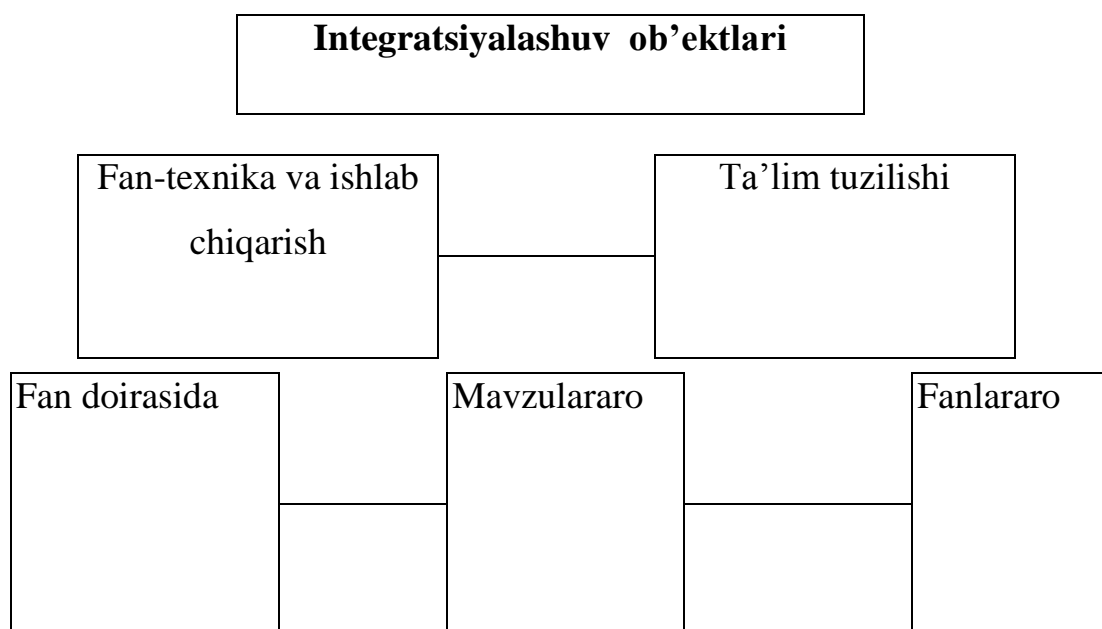 Integratsiyalashuv ob’ektlari
Fan-texnika va ishlab
chiqarish
Ta’lim tuzilishi
Fan doirasida
Mavzulararo
Fanlararo